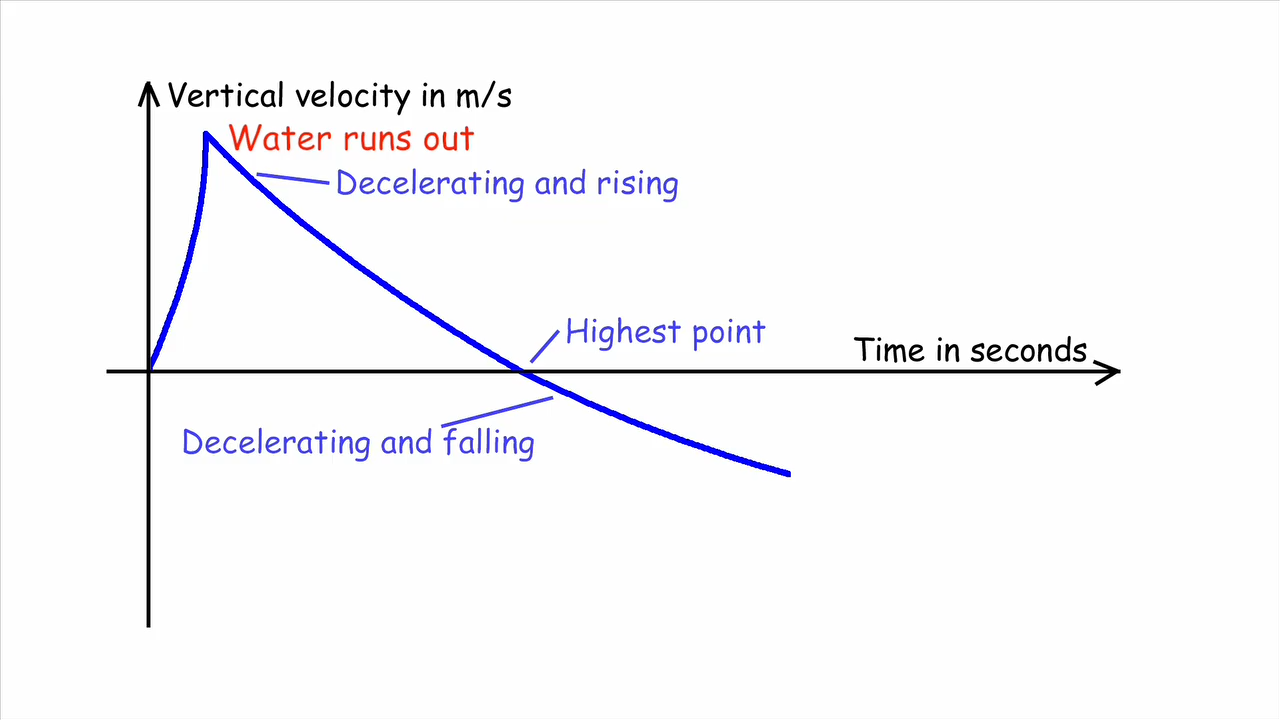 Vertical velocity in m/s
Water runs out
Decelerating and rising
Highest point
Time in seconds
Decelerating and falling